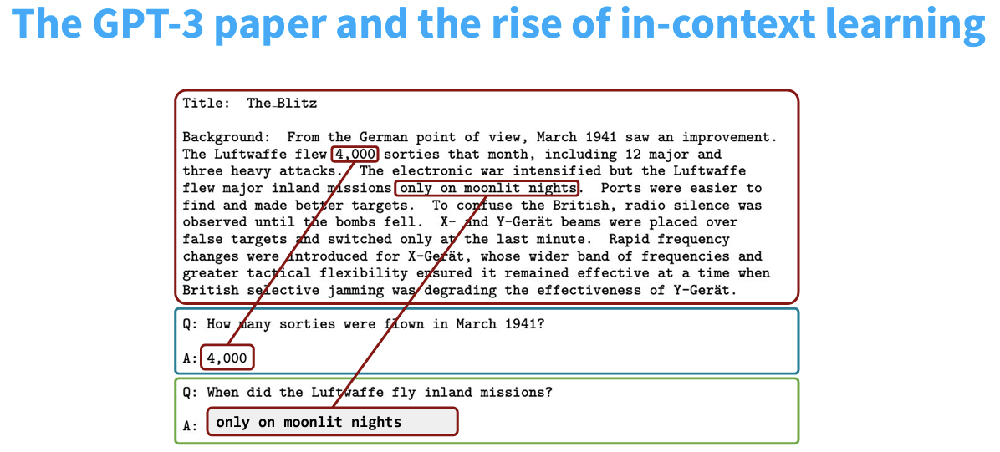 The GPT-3 paper and the rise of in-context learning
Title: The_Blitz
Background: From the German point of view, March 1941 saw an improvement.
The Luftwaffe flew 4,000 sorties that month, including 12 major and
three heavy attacks. The electronic war intensified but the Luftwaffe
flew major inland missions only on moonlit nights. Ports were easier to
find and made better targets. To confuse the British, radio silence was
observed until the bombs fell. X- and Y-Gerät beams were placed over
false targets and switched only at the last minute. Rapid frequency
changes were introduced for X-Gerät, whose wider band of frequencies and
greater tactical flexibility ensured it remained effective at a time when
British selective jamming was degrading the effectiveness of Y-Gerät.
Q: How many sorties were flown in March 1941?
A: 4,000
Q: When did the Luftwaffe fly inland missions?
A: only on moonlit nights